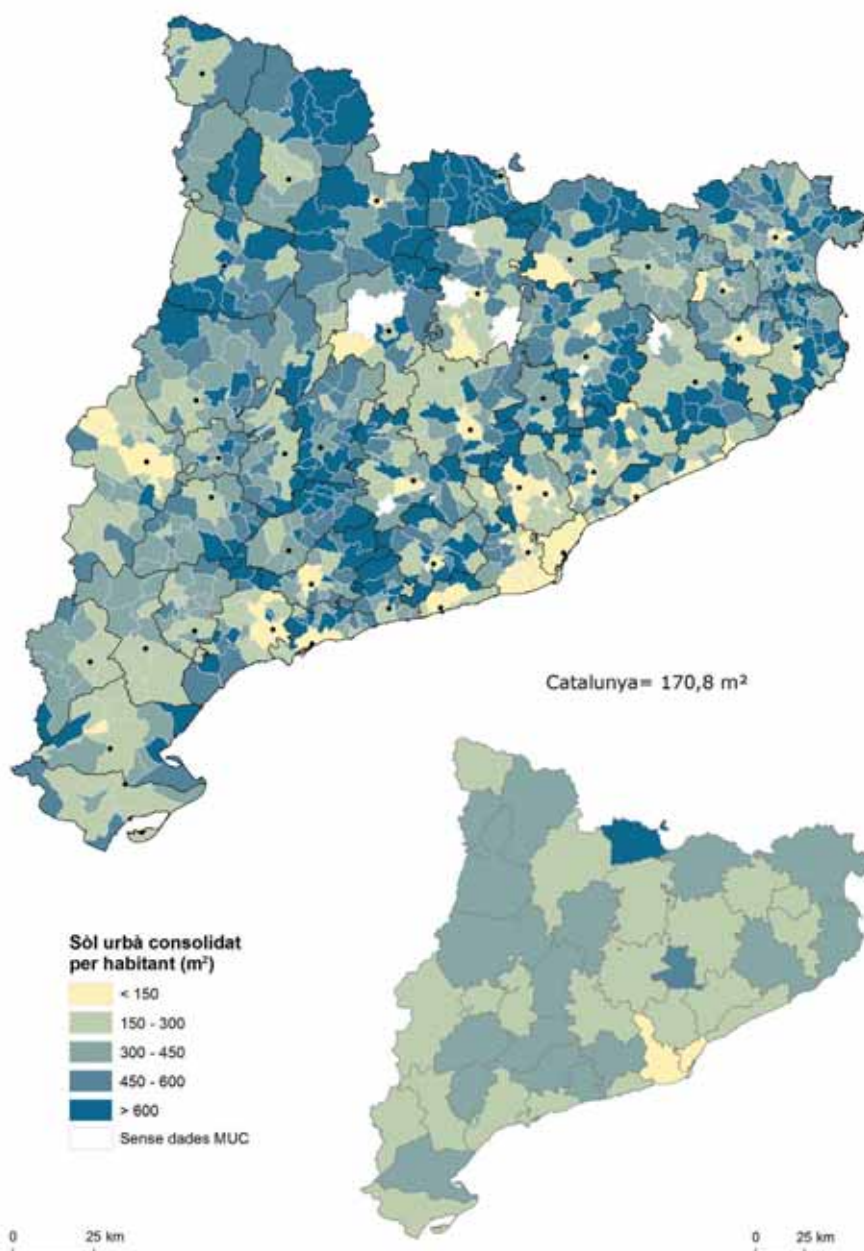 Catalunya= 170,8 m²
Sòl urbà consolidat
per habitant (m²)
< 150
150 - 300
300 - 450
450 - 600
> 600
Sense dades MUC
0 25 km
0 25 km